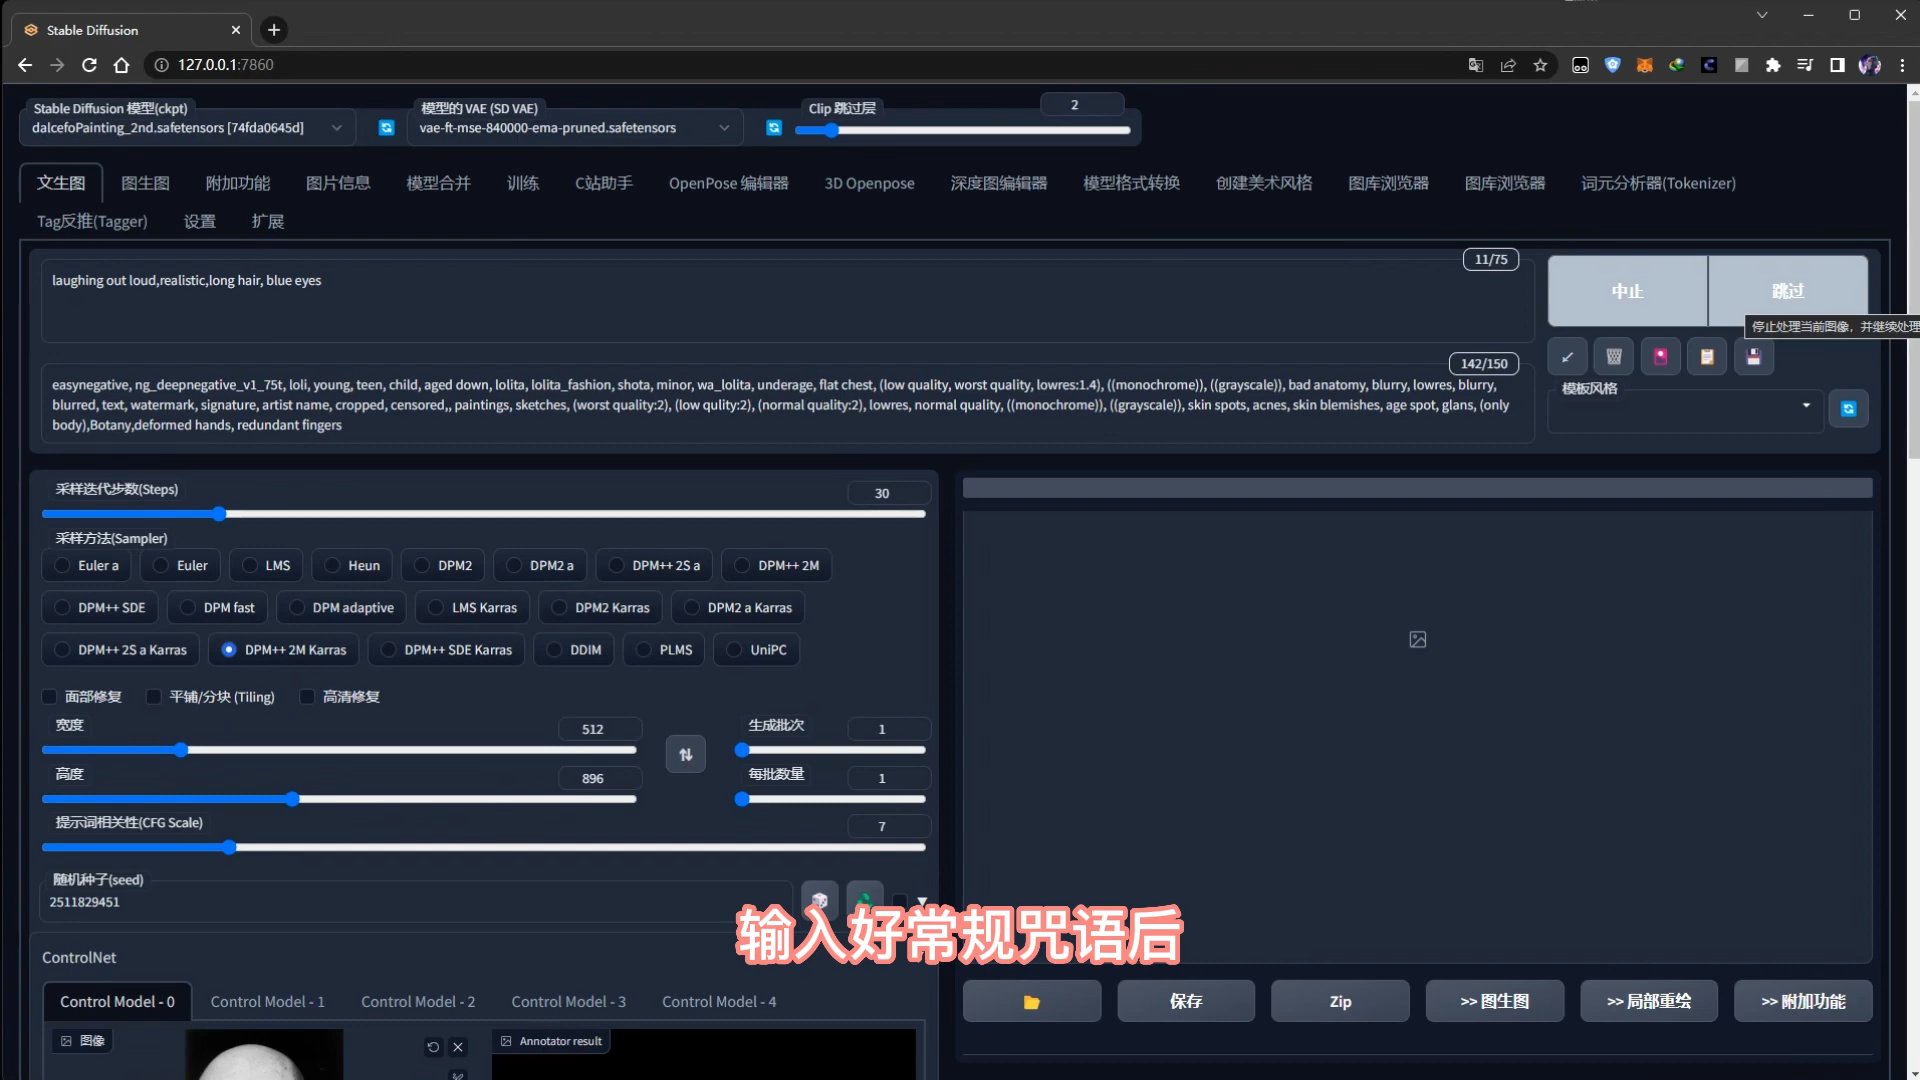 Stable Diffusion
127.0.0.1:7860
Stable Diffusion 模型(ckpt)
dalcefoPainting_2nd.safetensors [74fda0645d]
模型的 VAE (SD VAE)
vae-ft-mse-840000-ema-pruned.safetensors
Clip 跳过层
2
文生图 图生图 附加功能 图片信息 模型合并 训练 C站助手 OpenPose 编辑器 3D Openpose 深度图编辑器 模型格式转换 创建美术风格 图库浏览器 图库浏览器 词元分析器(Tokenizer)
Tag反推(Tagger) 设置 扩展
11/75
laughing out loud,realistic,long hair, blue eyes
中止 跳过
停止处理当前图像，并继续处理
142/150
easynegative, ng_deepnegative_v1_75t, loli, young, teen, child, aged down, lolita, lolita_fashion, shota, minor, wa_lolita, underage, flat chest, (low quality, worst quality, lowres:1.4), ((monochrome)), ((grayscale)), bad anatomy, blurry, lowres, blurry,
blurred, text, watermark, signature, artist name, cropped, censored,, paintings, sketches, (worst quality:2), (low qulity:2), (normal quality:2), lowres, normal quality, ((monochrome)), ((grayscale)), skin spots, acnes, skin blemishes, age spot, glans, (only
body),Botany,deformed hands, redundant fingers
模板风格
采样迭代步数(Steps)
30
采样方法(Sampler)
Euler a Euler LMS Heun DPM2 DPM2 a DPM++ 2S a DPM++ 2M
DPM++ SDE DPM fast DPM adaptive LMS Karras DPM2 Karras DPM2 a Karras
DPM++ 2S a Karras DPM++ 2M Karras DPM++ SDE Karras DDIM PLMS UniPC
面部修复 平铺/分块 (Tiling) 高清修复
宽度
512
生成批次
1
高度
896
每批数量
1
提示词相关性(CFG Scale)
7
随机种子(seed)
2511829451
输入好常规咒语后
ControlNet
Control Model - 0 Control Model - 1 Control Model - 2 Control Model - 3 Control Model - 4
图像
Annotator result
保存 Zip >> 图生图 >> 局部重绘 >> 附加功能